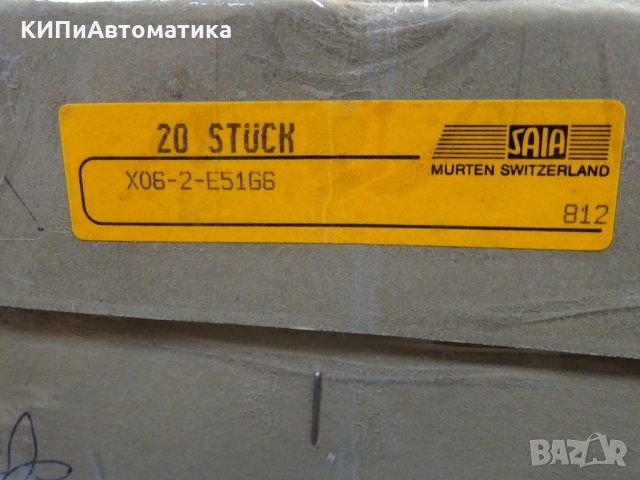 КИПиАвтоматика
20 STÜCK
SAIA
MURTEN SWITZERLAND
X06-2-E51G6
812
BAZAR